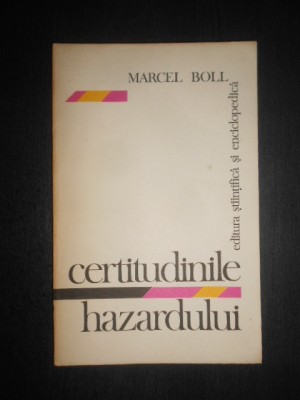 MARCEL BOLL
editura științifică și enciclopedică
certitudinile
hazardului